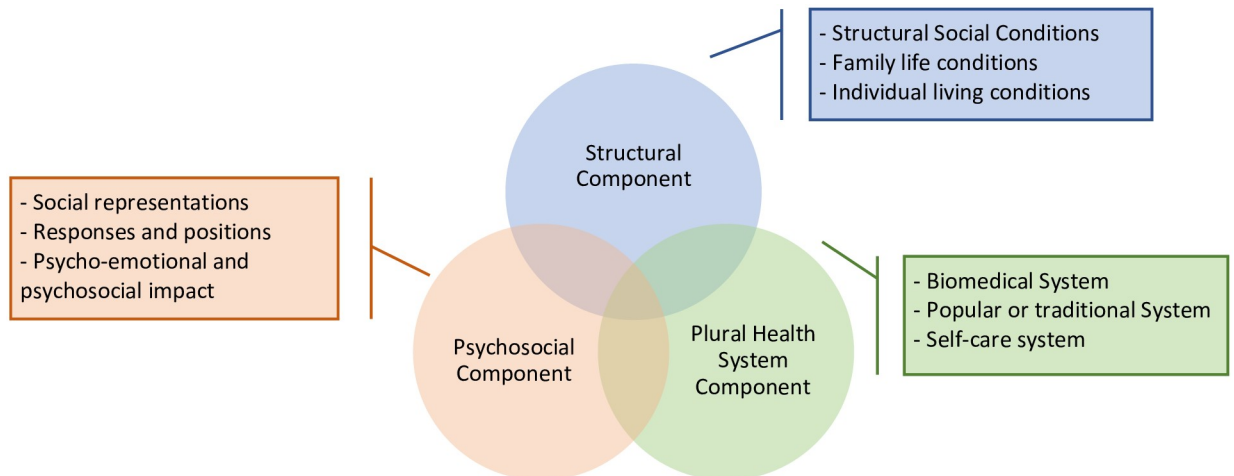 - Structural Social Conditions
- Family life conditions
- Individual living conditions
Structural
Component
- Social representations
- Responses and positions
- Psycho-emotional and
psychosocial impact
- Biomedical System
- Popular or traditional System
- Self-care system
Psychosocial
Component
Plural Health
System
Component